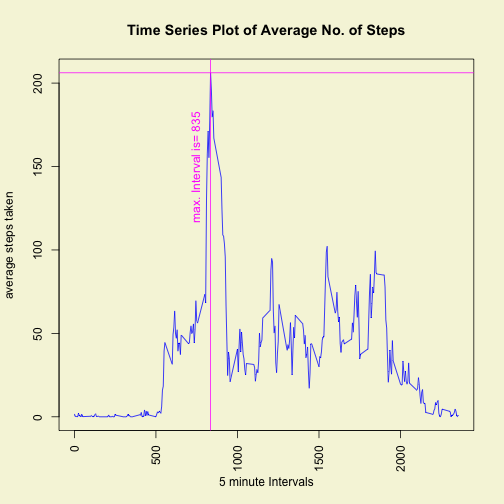 Time Series Plot of Average No. of Steps
average steps taken
200
150
100
50
0
max. Interval is= 835
0
500
1000
1500
2000
5 minute Intervals